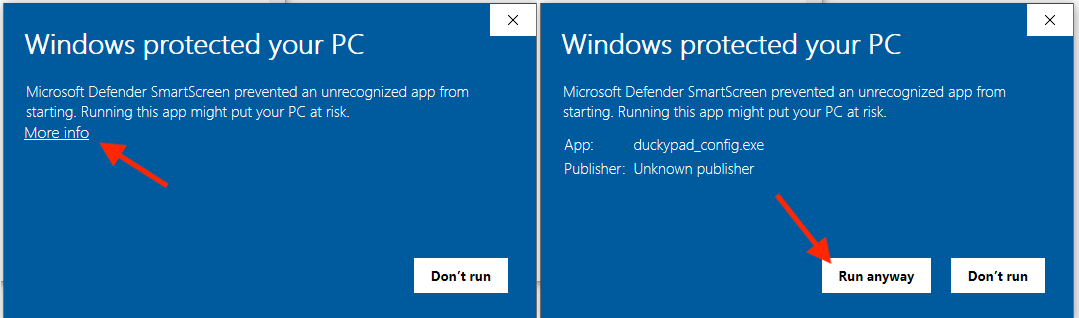 Windows protected your PC
Microsoft Defender SmartScreen prevented an unrecognized app from
starting. Running this app might put your PC at risk.
More info
Don't run
Windows protected your PC
Microsoft Defender SmartScreen prevented an unrecognized app from
starting. Running this app might put your PC at risk.
App: duckypad_config.exe
Publisher: Unknown publisher
Run anyway Don't run